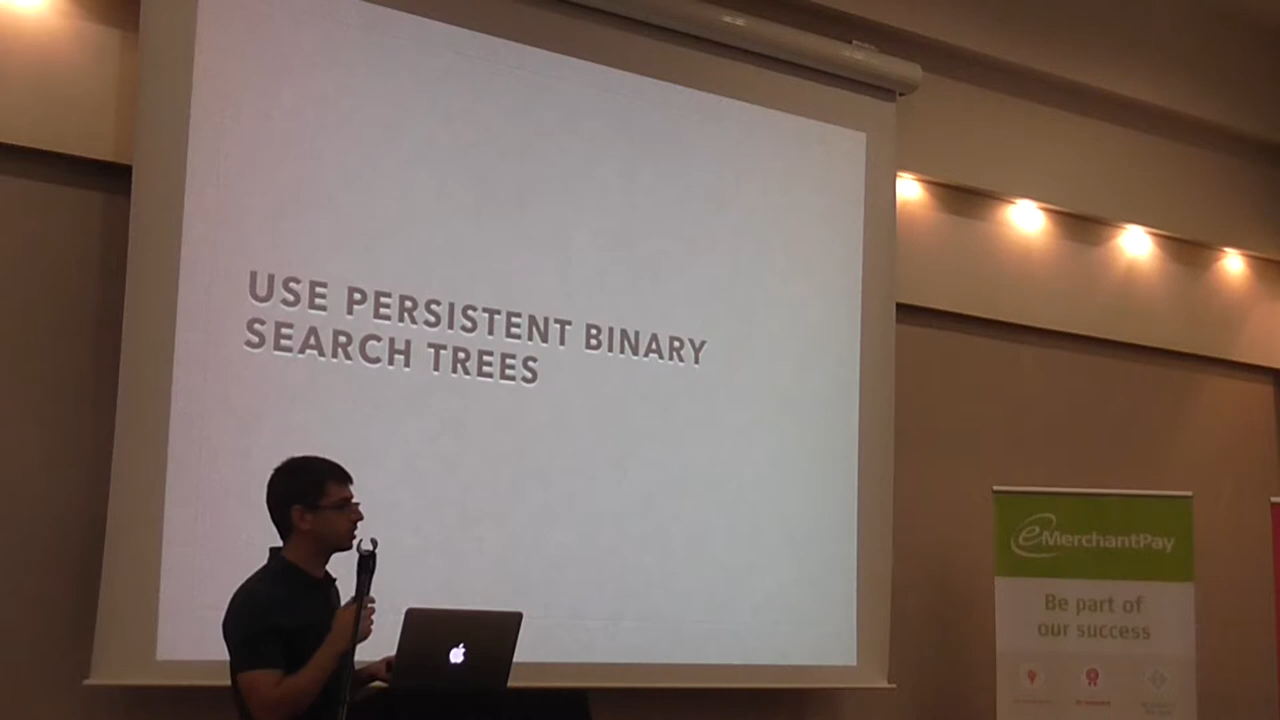 USE PERSISTENT BINARY
SEARCH TREES
eMerchantPay
Be part of
our success